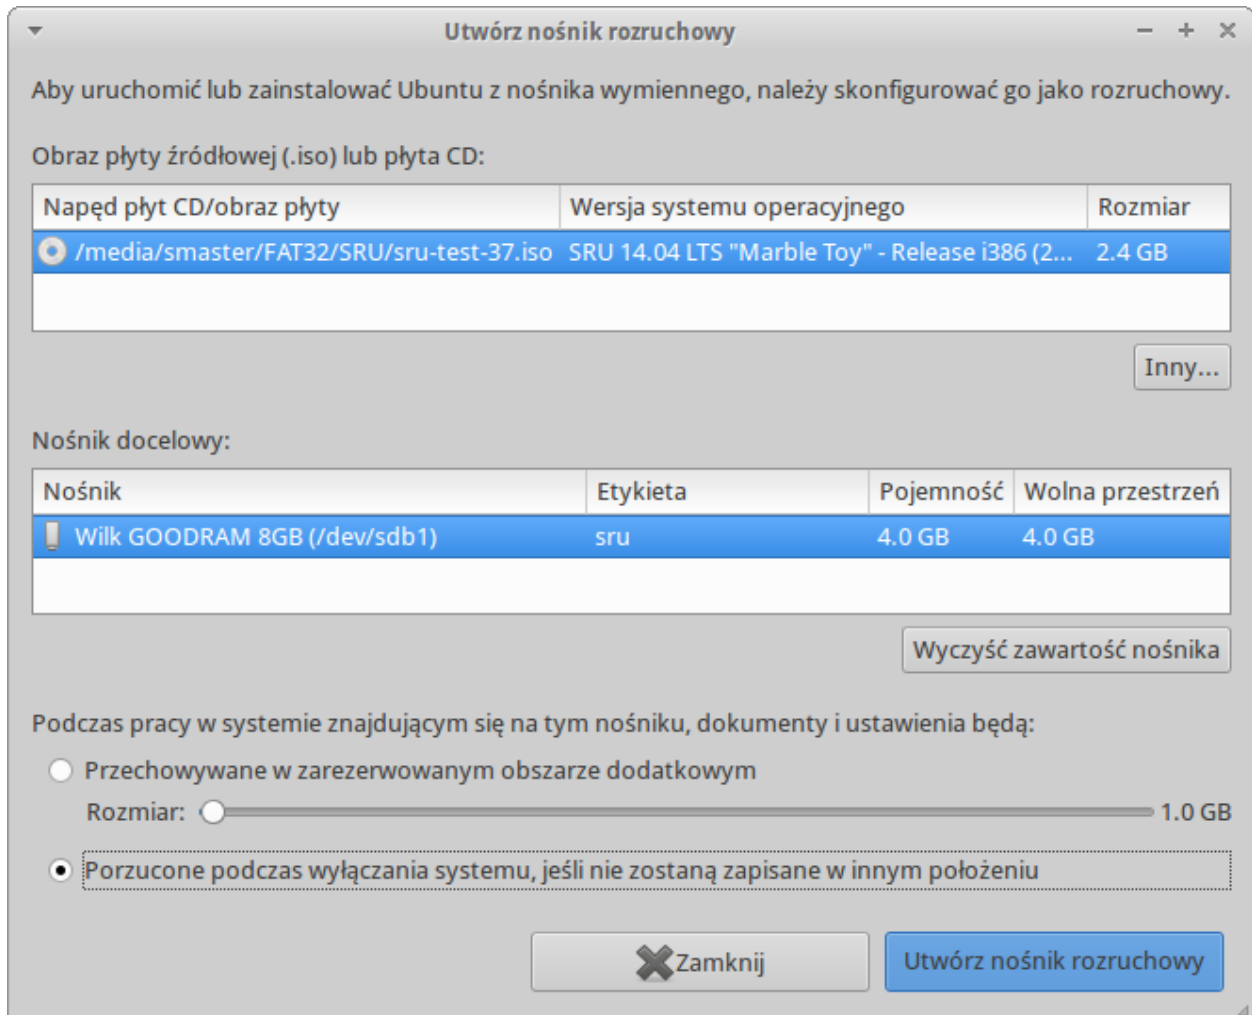 Utwórz nośnik rozruchowy
Aby uruchomić lub zainstalować Ubuntu z nośnika wymiennego, należy skonfigurować go jako rozruchowy.
Obraz płyty źródłowej (.iso) lub płyta CD:
Napęd płyt CD/obraz płyty Wersja systemu operacyjnego Rozmiar
/media/smaster/FAT32/SRU/sru-test-37.iso SRU 14.04 LTS "Marble Toy" - Release i386 (2... 2.4 GB
Inny...
Nośnik docelowy:
Nośnik Etykieta Pojemność Wolna przestrzeń
Wilk GOODRAM 8GB (/dev/sdb1) sru 4.0 GB 4.0 GB
Wyczyść zawartość nośnika
Podczas pracy w systemie znajdującym się na tym nośniku, dokumenty i ustawienia będą:
Przechowywane w zarezerwowanym obszarze dodatkowym
Rozmiar: 1.0 GB
Porzucone podczas wyłączania systemu, jeśli nie zostaną zapisane w innym położeniu
Zamknij Utwórz nośnik rozruchowy